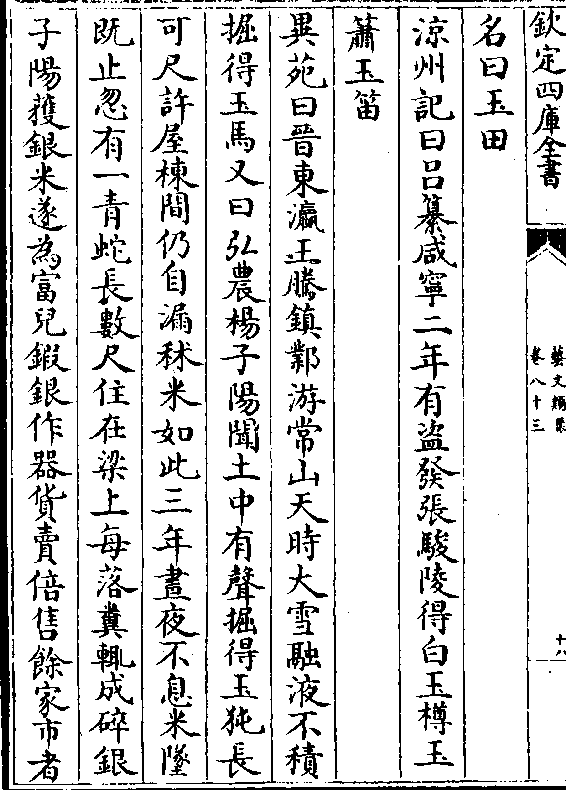 欽定四庫全書
藝文類聚
卷八十三
十八
名曰玉田
涼州記曰呂纂咸寧二年有盜發張駿陵得白玉樽玉
簫玉笛
異苑曰晉東瀛王騰鎮鄴游常山天時大雪融液不積
掘得玉馬又曰弘農楊子陽聞土中有聲掘得玉㹠長
可尺許屋棟間仍自漏秫米如此三年晝夜不息米墜
既止忽有一青蛇長數尺住在梁上每落糞輒成碎銀
子陽獲銀米遂為富兒鍜銀作器貨賣倍售餘家市者